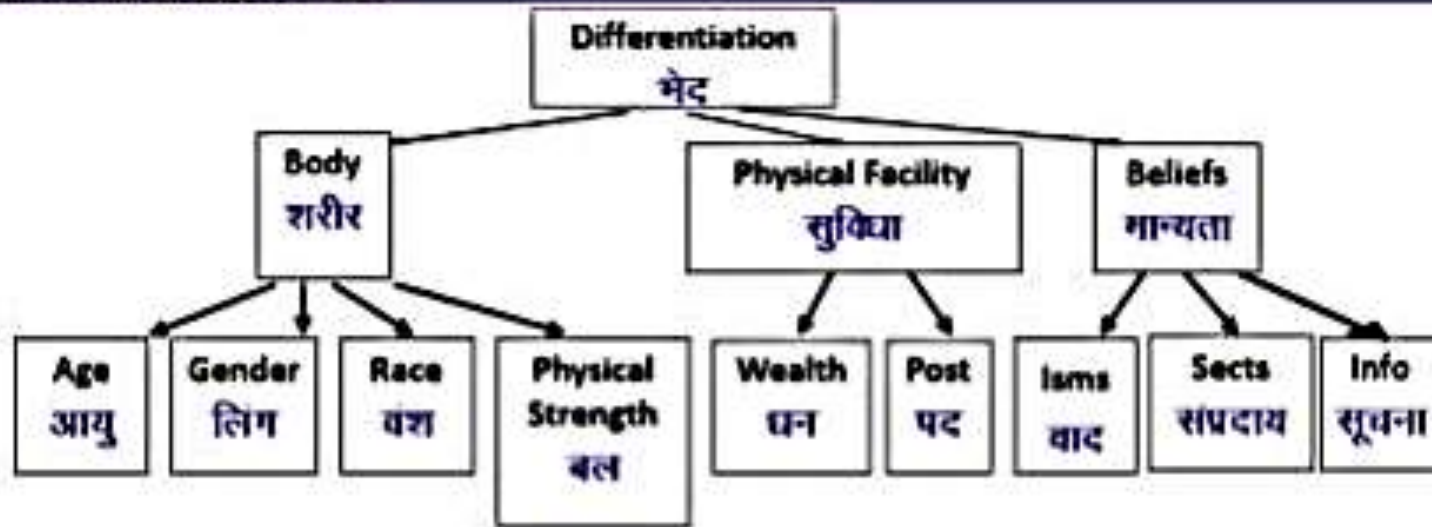 Differentiation
भेद
Body
शरीर
Physical Facility
सुविधा
Beliefs
मान्यता
Age
आयु
Gender
लिंग
Race
वंश
Physical
Strength
बल
Wealth
धन
Post
पद
Isms
वाद
Sects
संप्रदाय
Info
सूचना